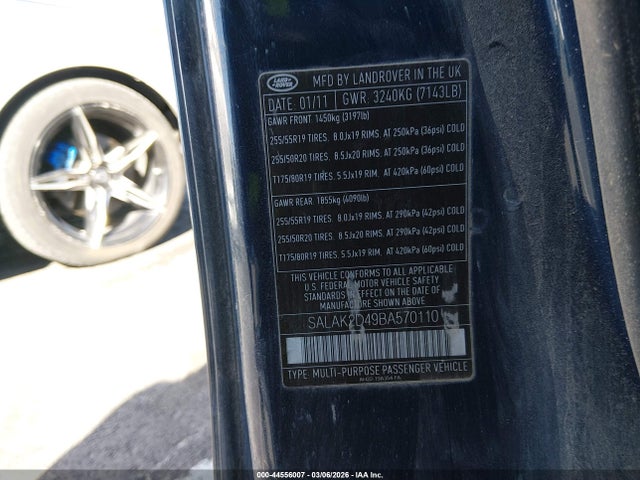 LAND ROVER
MFD BY LANDROVER IN THE UK
DATE: 01/11 GWR: 3240KG (7143LB)
GAWR FRONT: 1450kg (3197lb)
255/55R19 TIRES. 8.0Jx19 RIMS. AT 250kPa (36psi) COLD
255/50R20 TIRES. 8.5Jx20 RIMS. AT 250kPa (36psi) COLD
T175/80R19 TIRES. 5.5Jx19 RIM. AT 420kPa (60psi) COLD
GAWR REAR: 1855kg (4090lb)
255/55R19 TIRES. 8.0Jx19 RIMS. AT 290kPa (42psi) COLD
255/50R20 TIRES. 8.5Jx20 RIMS. AT 290kPa (42psi) COLD
T175/80R19 TIRES. 5.5Jx19 RIM. AT 420kPa (60psi) COLD
THIS VEHICLE CONFORMS TO ALL APPLICABLE
U.S. FEDERAL MOTOR VEHICLE SAFETY
STANDARDS IN EFFECT ON THE DATE OF
MANUFACTURE SHOWN ABOVE
SALAK2D49BA570110
TYPE: MULTI-PURPOSE PASSENGER VEHICLE
000-44556007 - 03/06/2026 - IAA Inc.